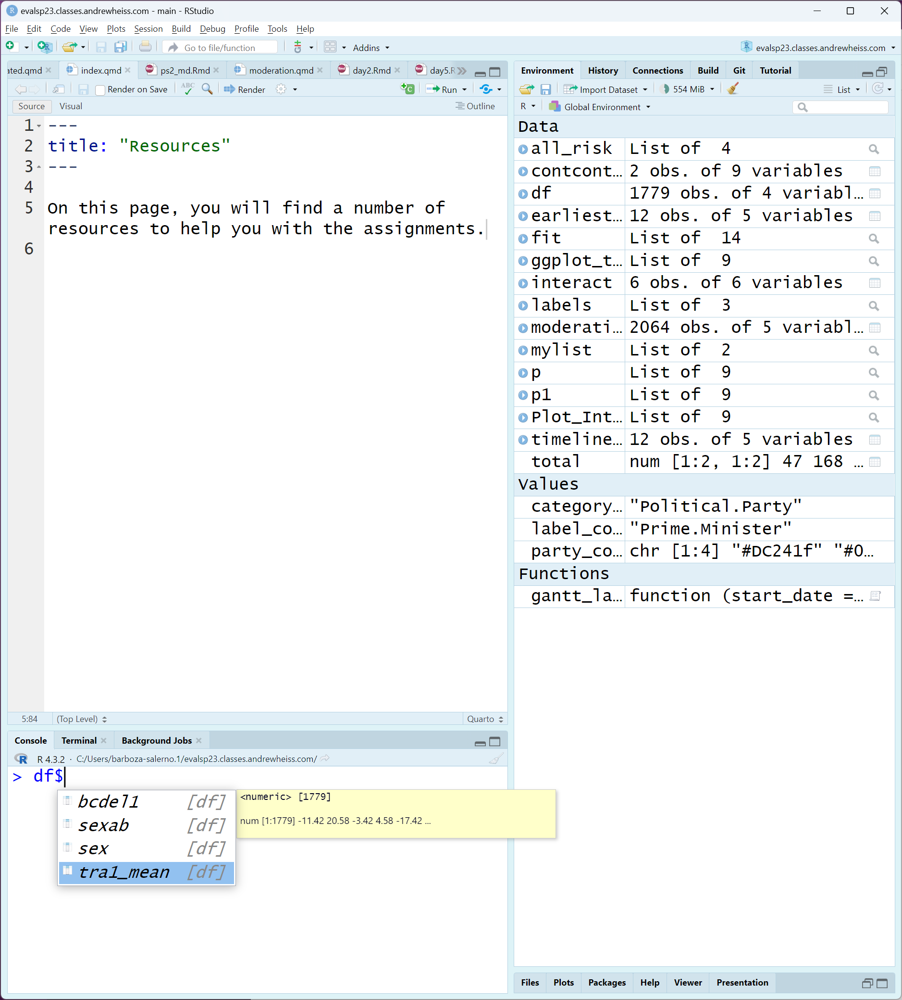 evalsp23.classes.andrewheiss.com - main - RStudio
File Edit Code View Plots Session Build Debug Profile Tools Help
Go to file/function
Addins
evalsp23.classes.andrewheiss.com
ated.qmd
index.qmd
ps2_md.Rmd
moderation.qmd
day2.Rmd
day5.R
Render on Save
ABC
Render
Run
Source
Visual
Outline
1 ---
2 title: "Resources"
3 ---
4
5 On this page, you will find a number of
resources to help you with the assignments.
6
5:84
(Top Level)
Quarto
Console
Terminal
Background Jobs
R 4.3.2 · C:/Users/barboza-salerno.1/evalsp23.classes.andrewheiss.com/
> df$
bcdel1 [df]
sexab [df]
sex [df]
tra1_mean [df]
<numeric> [1779]
num [1:1779] -11.42 20.58 -3.42 4.58 -17.42 ...
Environment
History
Connections
Build
Git
Tutorial
Import Dataset
554 MiB
List
R
Global Environment
Data
all_risk List of 4
contcont… 2 obs. of 9 variables
df 1779 obs. of 4 variabl…
earliest… 12 obs. of 5 variables
fit List of 14
ggplot_t… List of 9
interact 6 obs. of 6 variables
labels List of 3
moderati… 2064 obs. of 5 variabl…
mylist List of 2
p List of 9
p1 List of 9
Plot_Int… List of 9
timeline… 12 obs. of 5 variables
total num [1:2, 1:2] 47 168 …
Values
category… "Political.Party"
label_co… "Prime.Minister"
party_co… chr [1:4] "#DC241f" "#0…
Functions
gantt_la… function (start_date =…
Files
Plots
Packages
Help
Viewer
Presentation